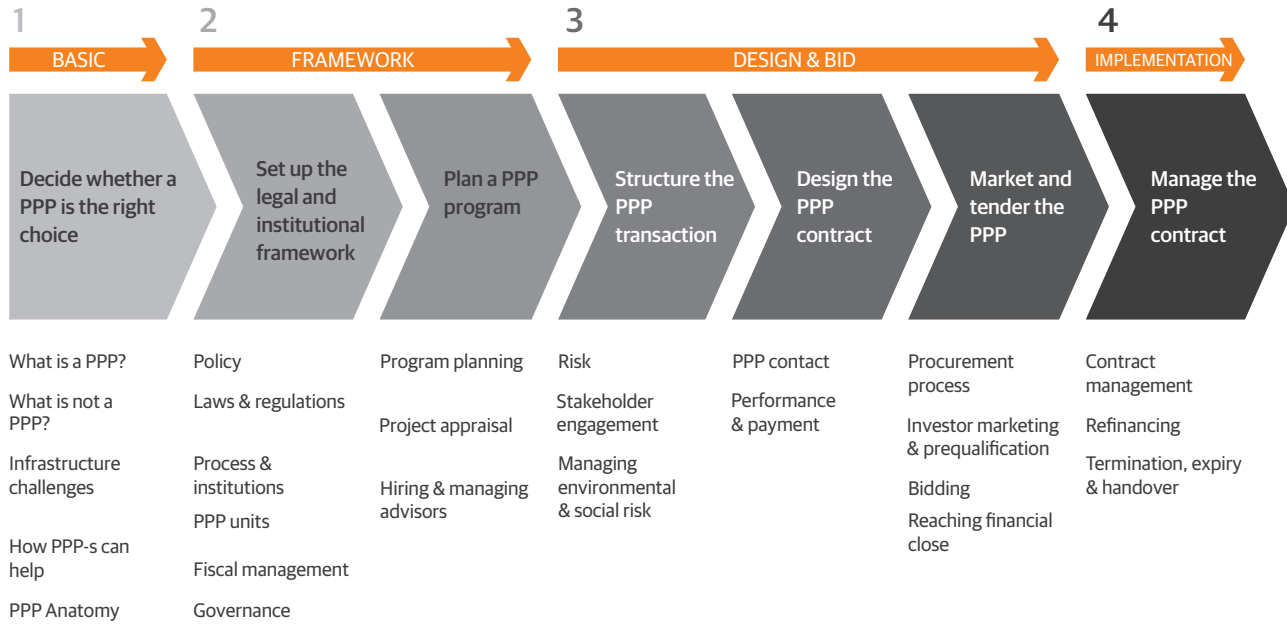 1
BASIC
2
FRAMEWORK
3
DESIGN & BID
4
IMPLEMENTATION
Decide whether a
PPP is the right
choice
Set up the
legal and
institutional
framework
Plan a PPP
program
Structure the
PPP
transaction
Design the
PPP
contract
Market and
tender the
PPP
Manage the
PPP
contract
What is a PPP?
What is not a
PPP?
Infrastructure
challenges
How PPP-s can
help
PPP Anatomy
Policy
Laws & regulations
Process &
institutions
PPP units
Fiscal management
Governance
Program planning
Project appraisal
Hiring & managing
advisors
Risk
Stakeholder
engagement
Managing
environmental
& social risk
PPP contact
Performance
& payment
Procurement
process
Investor marketing
& prequalification
Bidding
Reaching financial
close
Contract
management
Refinancing
Termination, expiry
& handover